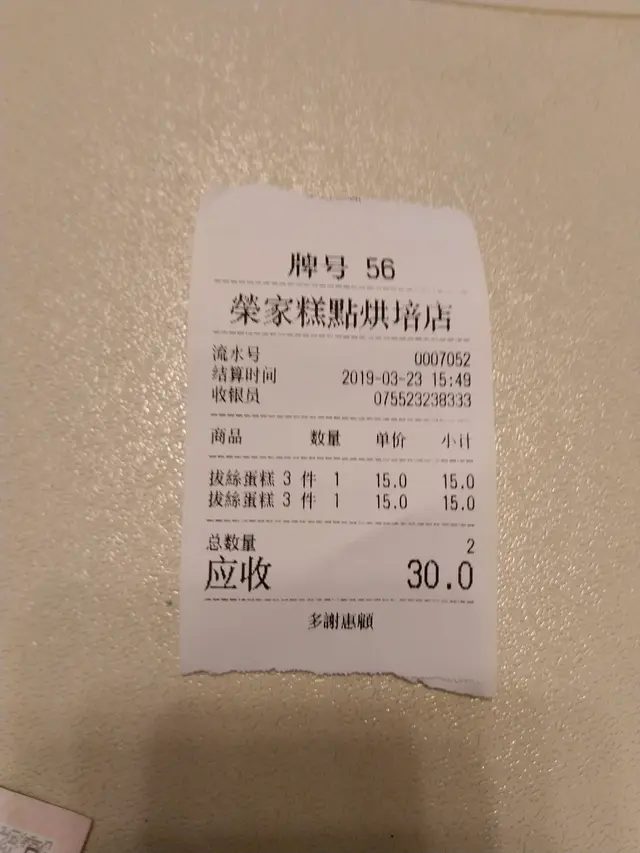 牌号 56
榮家糕點烘培店
流水号 0007052
结算时间 2019-03-23 15:49
收银员 075523238333
商品 数量 单价 小计
拔絲蛋糕 3 件 1 15.0 15.0
拔絲蛋糕 3 件 1 15.0 15.0
总数量 2
应收 30.0
多謝惠顧